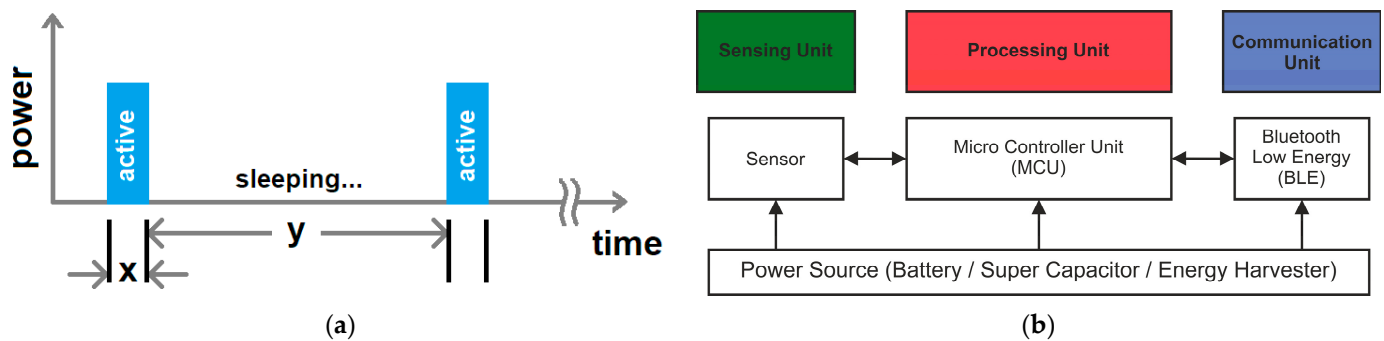 power
active
active
sleeping...
y
x
time
(a)
Sensing Unit
Processing Unit
Communication
Unit
Sensor
Micro Controller Unit
(MCU)
Bluetooth
Low Energy
(BLE)
Power Source (Battery / Super Capacitor / Energy Harvester)
(b)